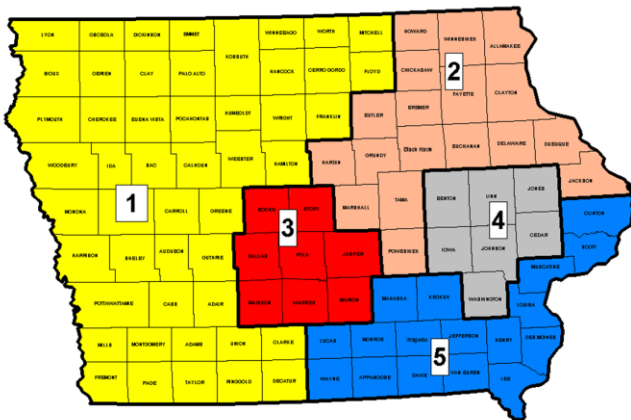 LYON OSCEOLA DICKINSON EMMET WINNEBAGO WORTH MITCHELL HOWARD WINNESHIEK ALLAMAKEE
KOSSUTH
SIOUX OBRIEN CLAY PALO ALTO HANCOCK CERRO GORDO FLOYD CHICKASAW 2
FAYETTE CLAYTON
PLYMOUTH CHEROKEE BUENA VISTA POCAHONTAS HUMBOLDT WRIGHT FRANKLIN BUTLER BREMER
WOODBURY IDA SAC CALHOUN WEBSTER HAMILTON HARDIN GRUNDY Black Hawk BUCHANAN DELAWARE DUBUQUE
MONONA 1 CARROLL GREENE BOONE STORY MARSHALL TAMA BENTON LINN JONES JACKSON
3 4 CLINTON
HARRISON SHELBY AUDUBON GUTHRIE DALLAS POLK JASPER POWESHIEK IOWA JOHNSON CEDAR SCOTT
MUSCATINE
POTTAWATTAMIE CASS ADAIR MADISON WARREN MARION MAHASKA KEOKUK WASHINGTON LOUISA
MILLS MONTGOMERY ADAMS UNION CLARKE LUCAS MONROE Wapello JEFFERSON HENRY DES MOINES
5
FREMONT PAGE TAYLOR RINGGOLD DECATUR WAYNE APPANOOSE DAVIS VAN BUREN LEE